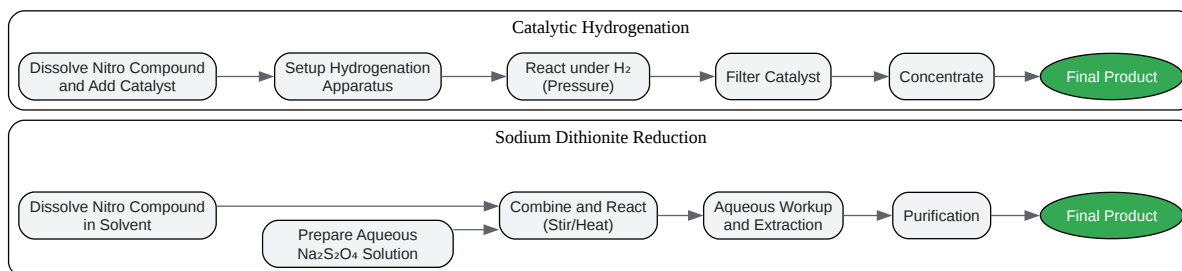 Catalytic Hydrogenation
Dissolve Nitro Compound
and Add Catalyst
Setup Hydrogenation
Apparatus
React under H₂
(Pressure)
Filter Catalyst
Concentrate
Final Product
Sodium Dithionite Reduction
Dissolve Nitro Compound
in Solvent
Prepare Aqueous
Na₂S₂O₄ Solution
Combine and React
(Stir/Heat)
Aqueous Workup
and Extraction
Purification
Final Product